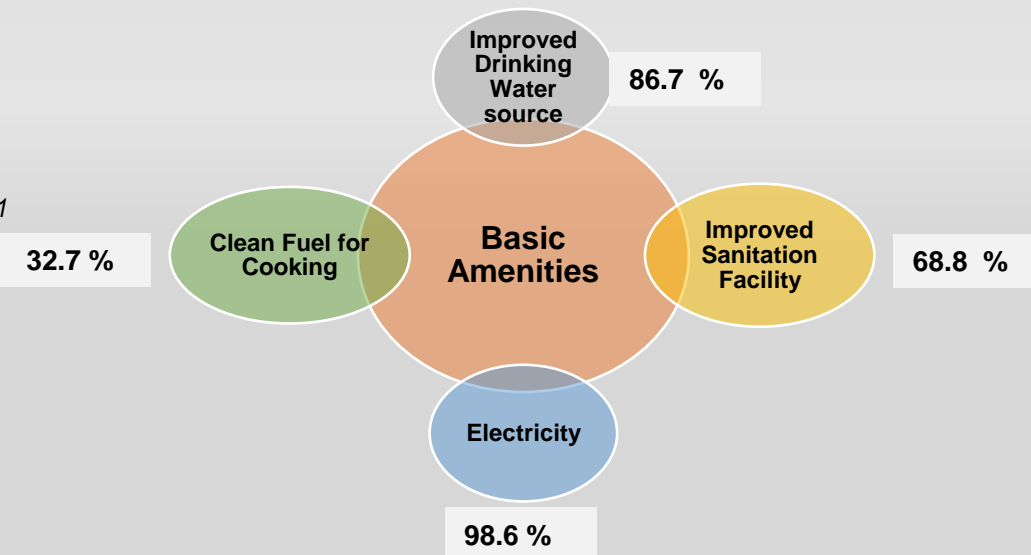 Improved
Drinking
Water
source
86.7 %
1
32.7 %
Clean Fuel for
Cooking
Basic
Amenities
Improved
Sanitation
Facility
68.8 %
Electricity
98.6 %